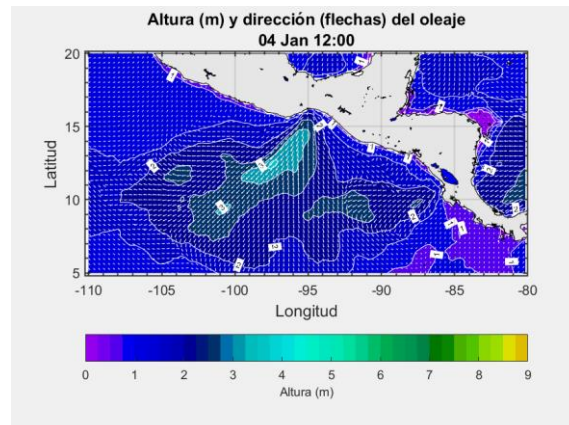 Altura (m) y dirección (flechas) del oleaje
04 Jan 12:00
20
15
10
5
Latitud
-110 -105 -100 -95 -90 -85 -80
Longitud
0 1 2 3 4 5 6 7 8 9
Altura (m)